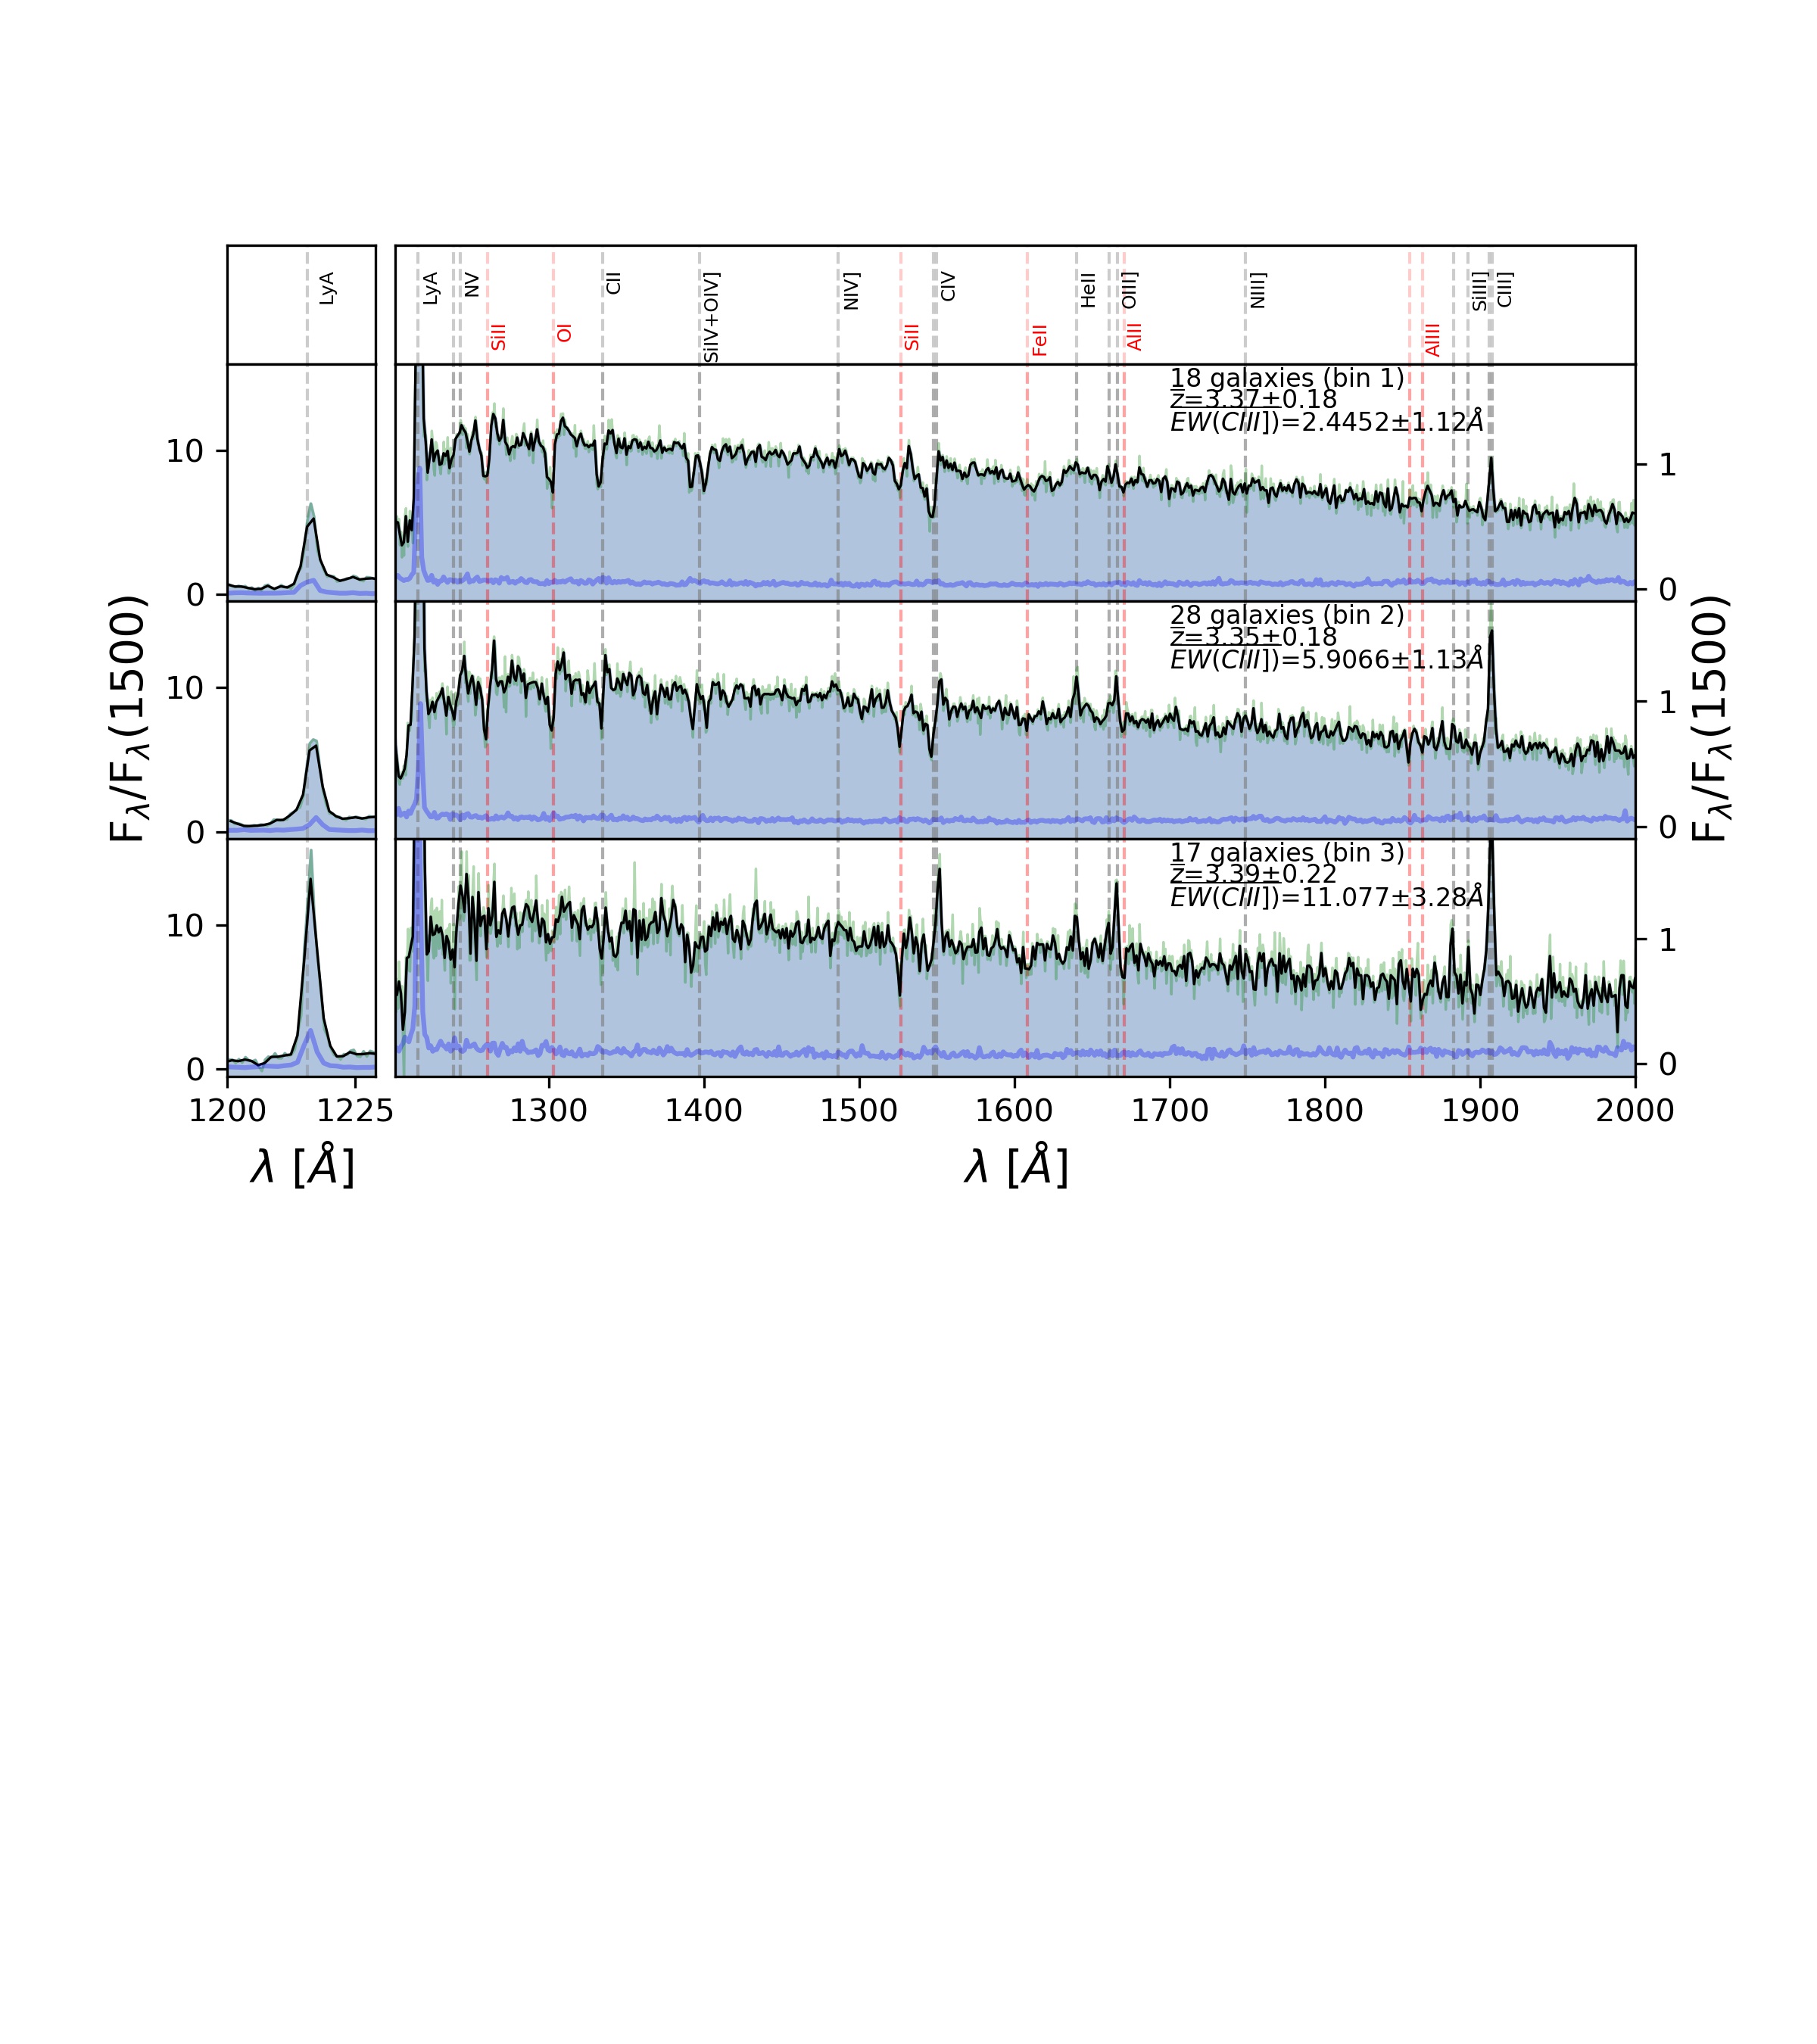 LyA
LyA
NV
SiII
OI
CII
SiIV+OIV]
NIV]
SiII
CIV
FeII
HeII
OIII]
AlII
NIII]
AlIII
SiIII]
CIII]
18 galaxies (bin 1)
z̄=3.37±0.18
EW(CIII])=2.4452±1.12Å
10
0
1
0
28 galaxies (bin 2)
z̄=3.35±0.18
EW(CIII])=5.9066±1.13Å
10
0
1
0
17 galaxies (bin 3)
z̄=3.39±0.22
EW(CIII])=11.077±3.28Å
10
0
1
0
Fλ/Fλ(1500)
Fλ/Fλ(1500)
1200 1225
1300 1400 1500 1600 1700 1800 1900 2000
λ [Å]
λ [Å]